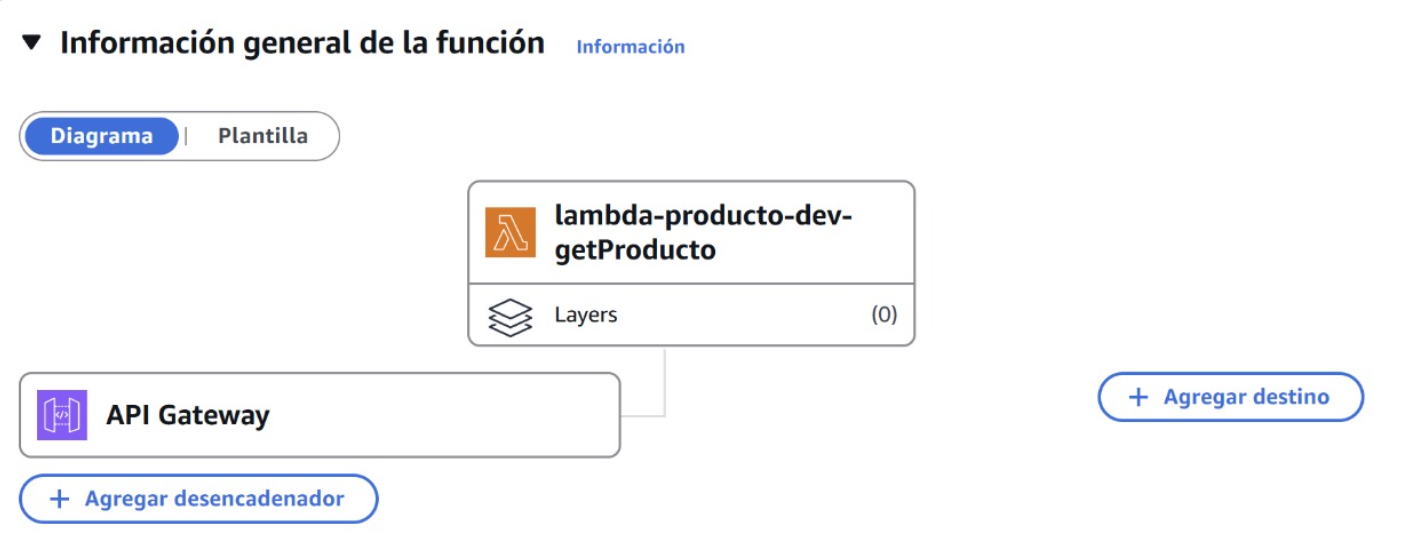 Información general de la función Información
Diagrama | Plantilla
lambda-producto-dev-
getProducto
Layers (0)
API Gateway
+ Agregar destino
+ Agregar desencadenador